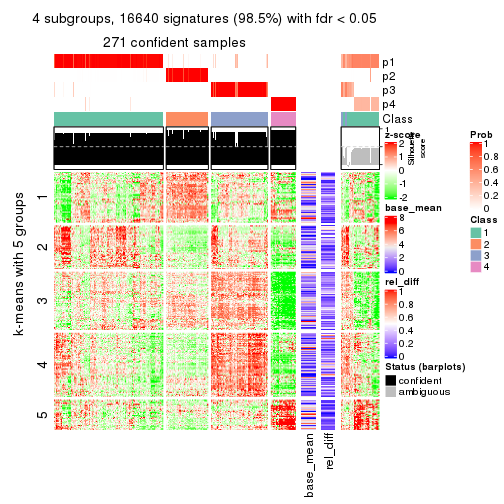 4 subgroups, 16640 signatures (98.5%) with fdr < 0.05
271 confident samples
p1
p2
p3
p4
Class
1
Silhouette
score
k-means with 5 groups
1
2
3
4
5
base_mean
rel_diff
z-score
2
1
0
-1
-2
base_mean
8
6
4
2
0
rel_diff
1
0.8
0.6
0.4
0.2
0
Status (barplots)
confident
ambiguous
Prob
1
0.8
0.6
0.4
0.2
0
Class
1
2
3
4